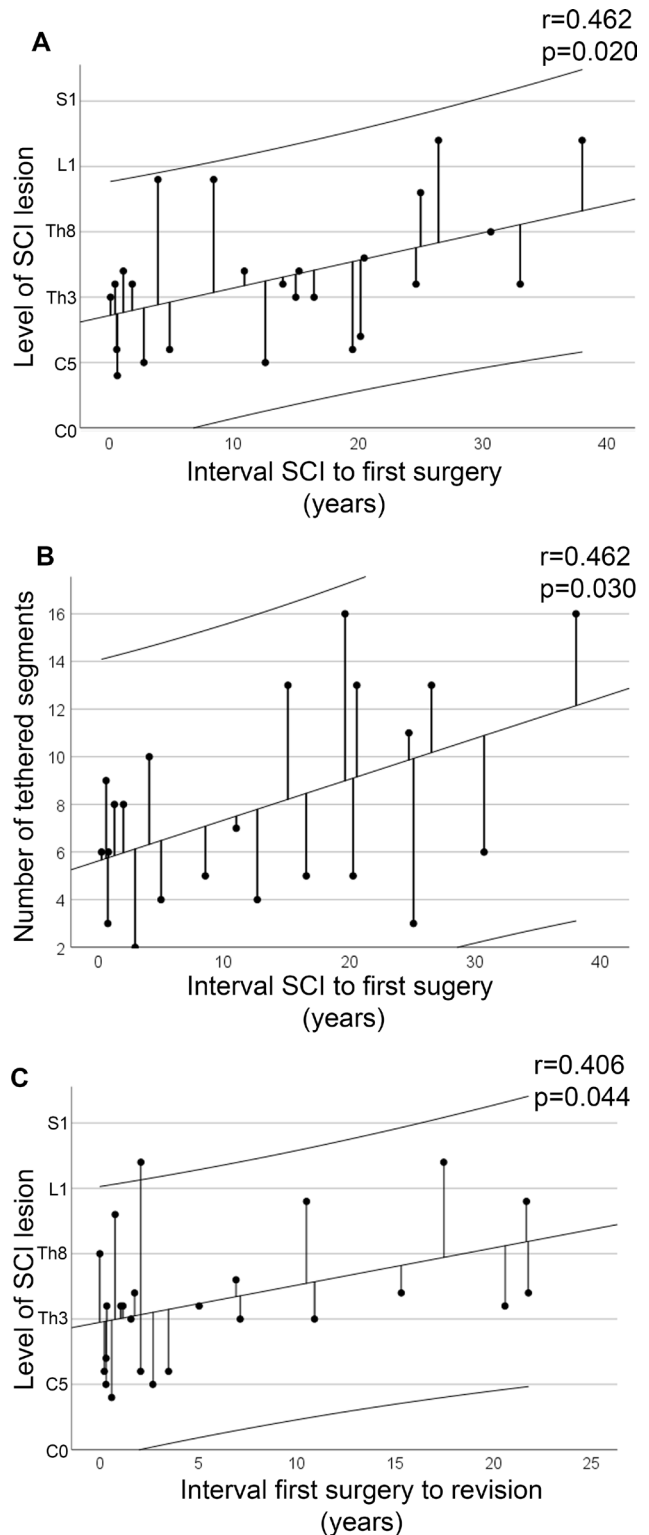 A
r=0.462
p=0.020
Level of SCI lesion
S1
L1
Th8
Th3
C5
C0
0 10 20 30 40
Interval SCI to first surgery
(years)
B
r=0.462
p=0.030
Number of tethered segments
16
14
12
10
8
6
4
2
0 10 20 30 40
Interval SCI to first sugery
(years)
C
r=0.406
p=0.044
Level of SCI lesion
S1
L1
Th8
Th3
C5
C0
0 5 10 15 20 25
Interval first surgery to revision
(years)